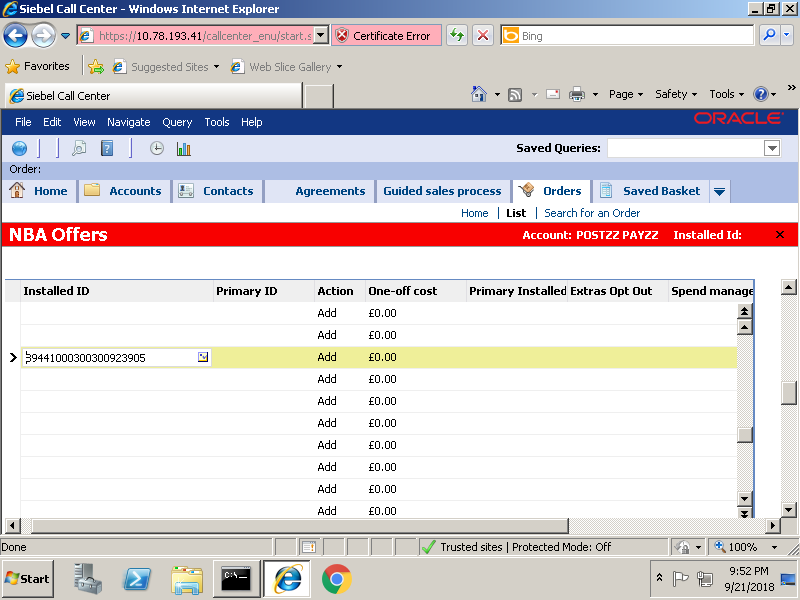 Siebel Call Center - Windows Internet Explorer
https://10.78.193.41/callcenter_enu/start.s
Certificate Error
Bing
Favorites
Suggested Sites
Web Slice Gallery
Siebel Call Center
Page
Safety
Tools
»
File Edit View Navigate Query Tools Help
ORACLE
Saved Queries:
Order:
Home
Accounts
Contacts
Agreements
Guided sales process
Orders
Saved Basket
Home | List | Search for an Order
NBA Offers
Account: POSTZZ PAYZZ Installed Id:
Installed ID Primary ID Action One-off cost Primary Installed Extras Opt Out Spend manage
Add £0.00
Add £0.00
39441000300300923905 Add £0.00
Add £0.00
Add £0.00
Add £0.00
Add £0.00
Add £0.00
Add £0.00
Add £0.00
Done
Trusted sites | Protected Mode: Off
100%
Start
9:52 PM
9/21/2018